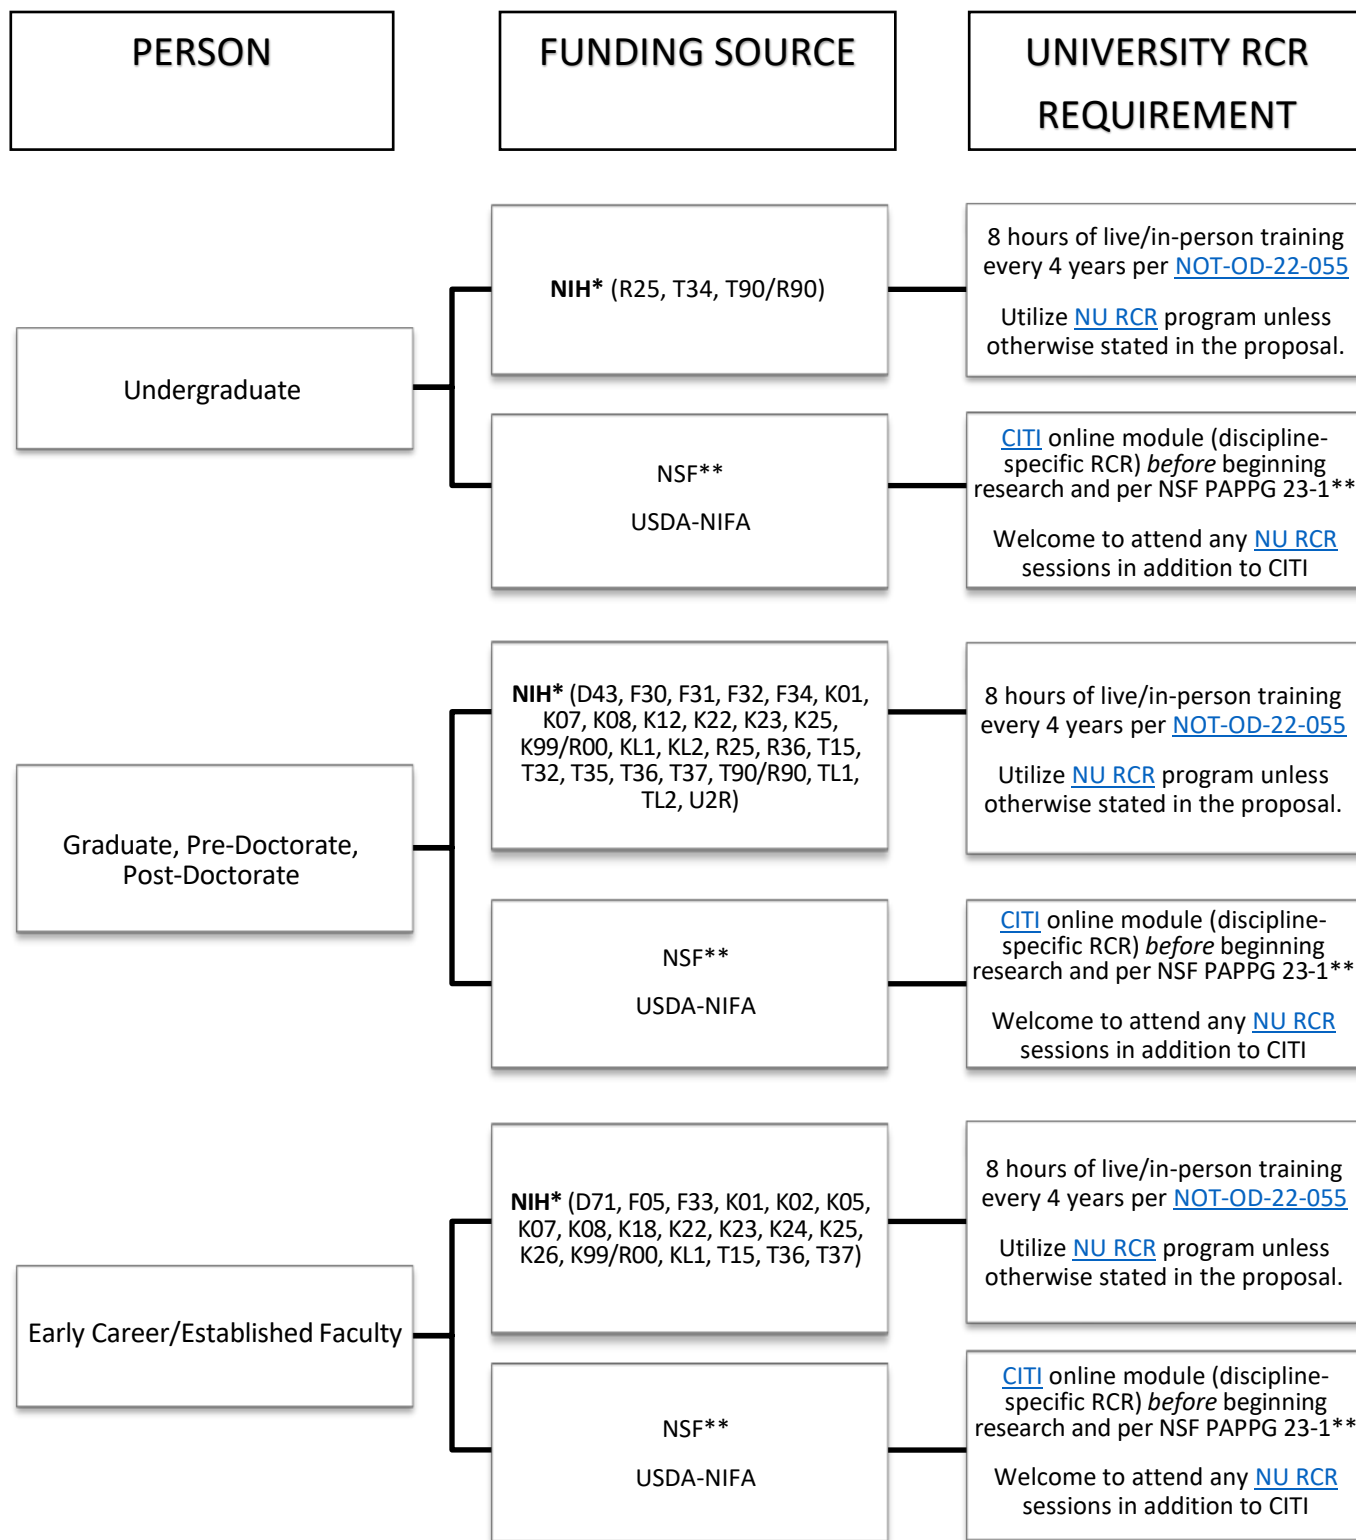 PERSON
FUNDING SOURCE
UNIVERSITY RCR
REQUIREMENT
Undergraduate
NIH* (R25, T34, T90/R90)
8 hours of live/in-person training
every 4 years per NOT-OD-22-055
Utilize NU RCR program unless
otherwise stated in the proposal.
NSF**
USDA-NIFA
CITI online module (discipline-
specific RCR) before beginning
research and per NSF PAPPG 23-1**
Welcome to attend any NU RCR
sessions in addition to CITI
Graduate, Pre-Doctorate,
Post-Doctorate
NIH* (D43, F30, F31, F32, F34, K01,
K07, K08, K12, K22, K23, K25,
K99/R00, KL1, KL2, R25, R36, T15,
T32, T35, T36, T37, T90/R90, TL1,
TL2, U2R)
8 hours of live/in-person training
every 4 years per NOT-OD-22-055
Utilize NU RCR program unless
otherwise stated in the proposal.
NSF**
USDA-NIFA
CITI online module (discipline-
specific RCR) before beginning
research and per NSF PAPPG 23-1**
Welcome to attend any NU RCR
sessions in addition to CITI
Early Career/Established Faculty
NIH* (D71, F05, F33, K01, K02, K05,
K07, K08, K18, K22, K23, K24, K25,
K26, K99/R00, KL1, T15, T36, T37)
8 hours of live/in-person training
every 4 years per NOT-OD-22-055
Utilize NU RCR program unless
otherwise stated in the proposal.
NSF**
USDA-NIFA
CITI online module (discipline-
specific RCR) before beginning
research and per NSF PAPPG 23-1**
Welcome to attend any NU RCR
sessions in addition to CITI